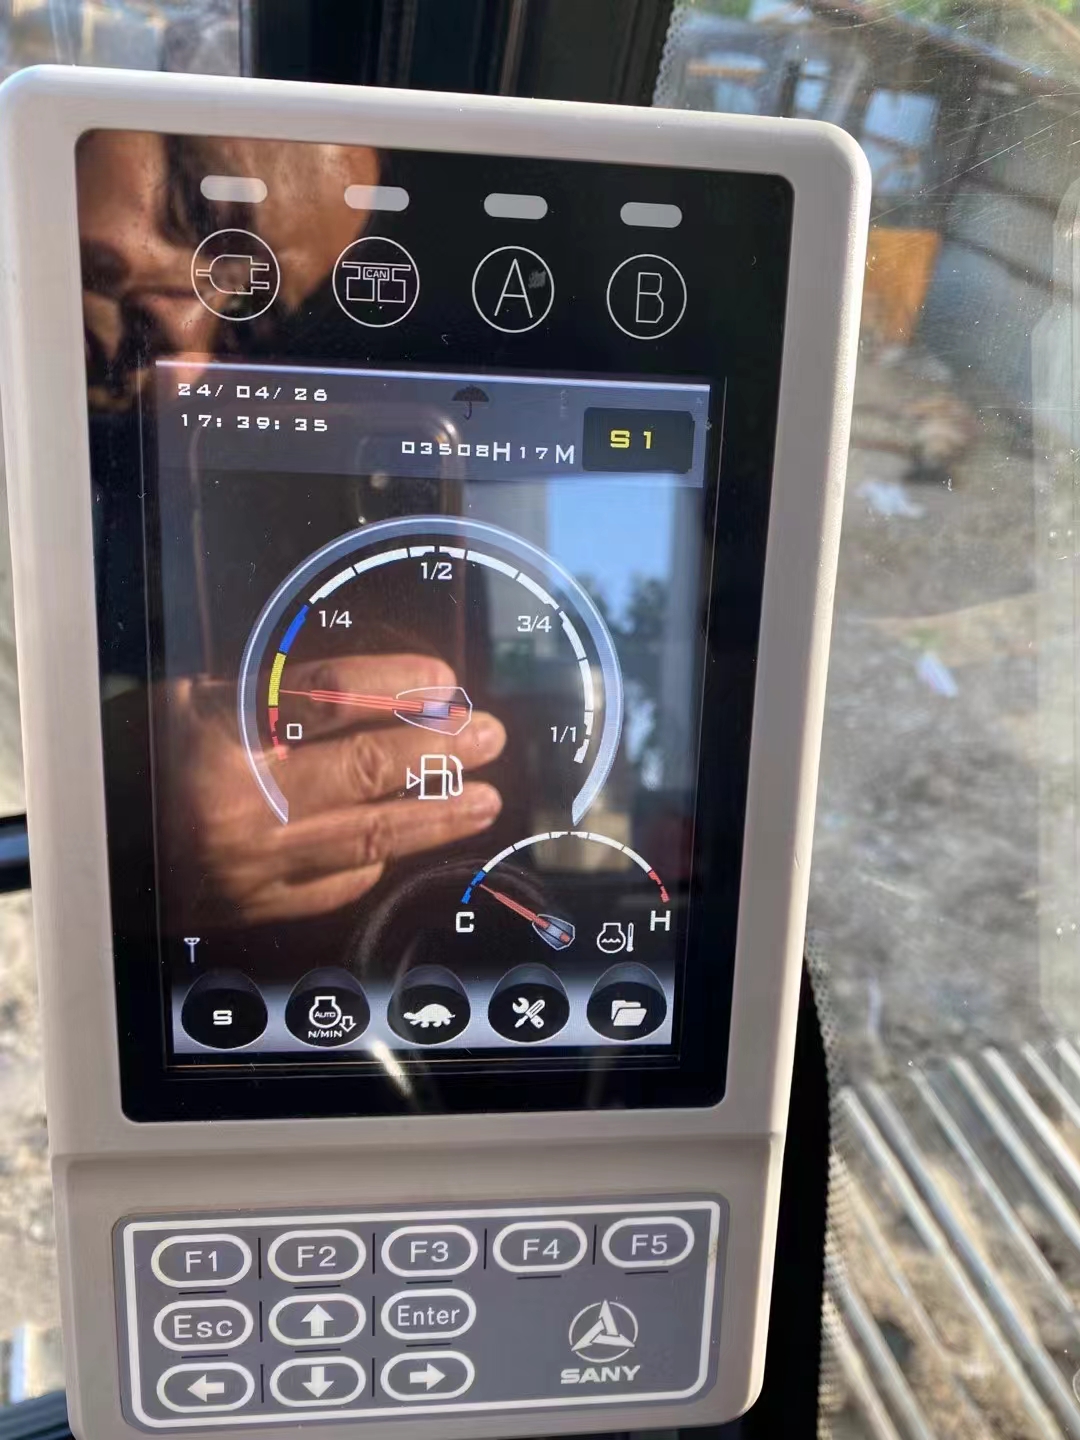 CAN
A
B
24/ 04/ 26
17: 39: 35
03508H17M
S1
1/2
1/4
3/4
0
1/1
C
H
S
AUTO
N/MIN
F1
F2
F3
F4
F5
Esc
Enter
SANY